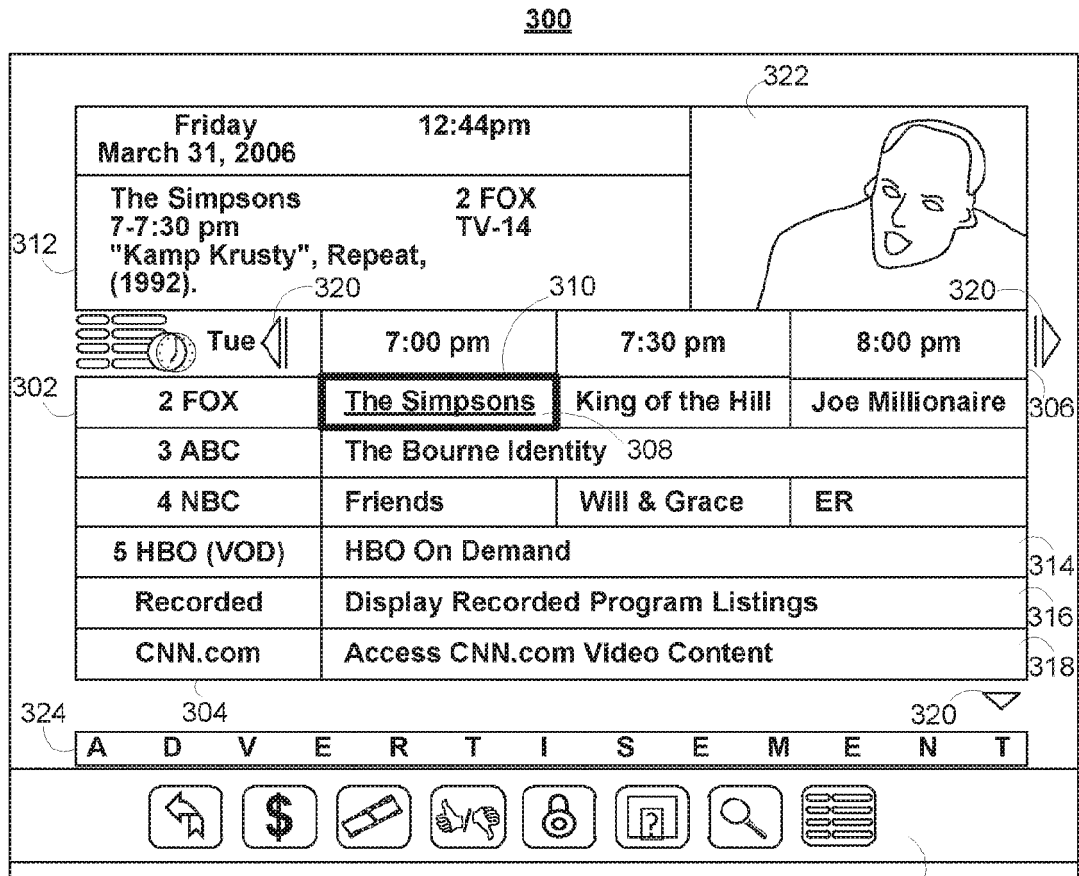 300
322
Friday 12:44pm
March 31, 2006
The Simpsons 2 FOX
7-7:30 pm TV-14
"Kamp Krusty", Repeat,
(1992).
312
320
310
320
Tue 7:00 pm 7:30 pm 8:00 pm
302
2 FOX The Simpsons King of the Hill Joe Millionaire
306
3 ABC The Bourne Identity 308
4 NBC Friends Will & Grace ER
5 HBO (VOD) HBO On Demand
314
Recorded Display Recorded Program Listings
316
CNN.com Access CNN.com Video Content
318
324 304 320
A D V E R T I S E M E N T
$
?